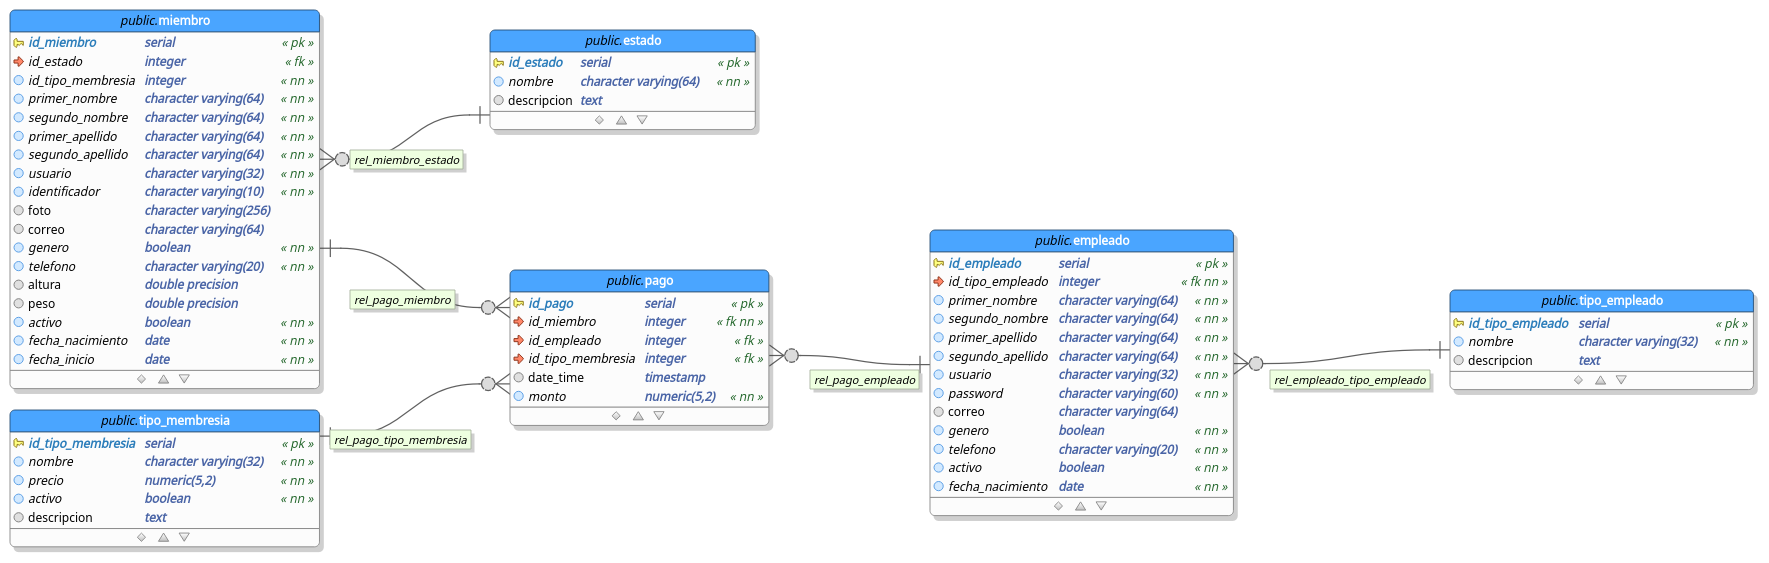 public.miembro
id_miembro serial « pk »
id_estado integer « fk »
id_tipo_membresia integer « nn »
primer_nombre character varying(64) « nn »
segundo_nombre character varying(64) « nn »
primer_apellido character varying(64) « nn »
segundo_apellido character varying(64) « nn »
usuario character varying(32) « nn »
identificador character varying(10) « nn »
foto character varying(256)
correo character varying(64)
genero boolean « nn »
telefono character varying(20) « nn »
altura double precision
peso double precision
activo boolean « nn »
fecha_nacimiento date « nn »
fecha_inicio date « nn »
public.estado
id_estado serial « pk »
nombre character varying(64) « nn »
descripcion text
rel_miembro_estado
rel_pago_miembro
public.pago
id_pago serial « pk »
id_miembro integer « fk nn »
id_empleado integer « fk »
id_tipo_membresia integer « fk »
date_time timestamp
monto numeric(5,2) « nn »
public.tipo_membresia
id_tipo_membresia serial « pk »
nombre character varying(32) « nn »
precio numeric(5,2) « nn »
activo boolean « nn »
descripcion text
rel_pago_tipo_membresia
rel_pago_empleado
public.empleado
id_empleado serial « pk »
id_tipo_empleado integer « fk nn »
primer_nombre character varying(64) « nn »
segundo_nombre character varying(64) « nn »
primer_apellido character varying(64) « nn »
segundo_apellido character varying(64) « nn »
usuario character varying(32) « nn »
password character varying(60) « nn »
correo character varying(64)
genero boolean « nn »
telefono character varying(20) « nn »
activo boolean « nn »
fecha_nacimiento date « nn »
rel_empleado_tipo_empleado
public.tipo_empleado
id_tipo_empleado serial « pk »
nombre character varying(32) « nn »
descripcion text